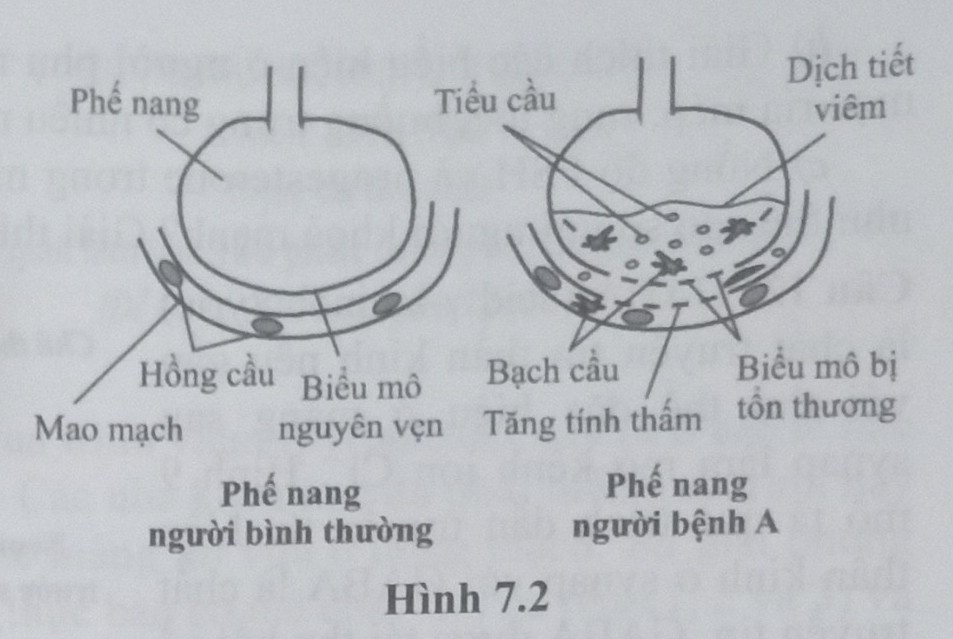 Phế nang
Tiểu cầu
Dịch tiết
viêm
Hồng cầu
Biểu mô
nguyên vẹn
Mao mạch
Bạch cầu
Tăng tính thấm
Biểu mô bị
tổn thương
Phế nang
người bình thường
Phế nang
người bệnh A
Hình 7.2